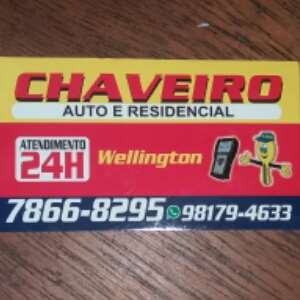 CHAVEIRO
AUTO E RESIDENCIAL
ATENDIMENTO
24H
Wellington
7866-8295 98179-4633